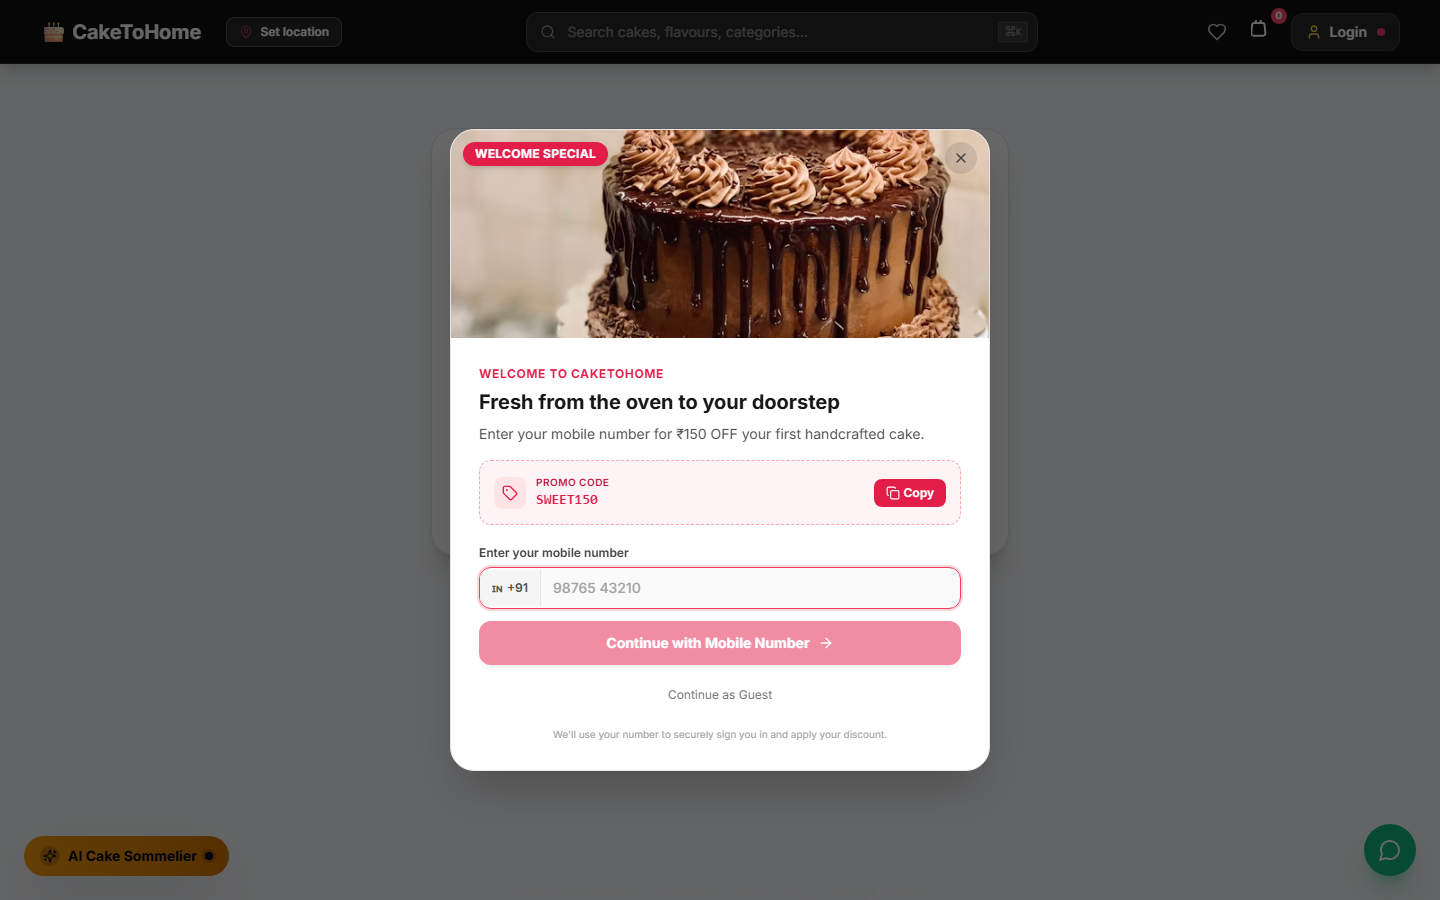 CakeToHome
Set location
Search cakes, flavours, categories...
⌘K
0
Login
WELCOME SPECIAL
WELCOME TO CAKETOHOME
Fresh from the oven to your doorstep
Enter your mobile number for ₹150 OFF your first handcrafted cake.
PROMO CODE
SWEET150
Copy
Enter your mobile number
IN +91
98765 43210
Continue with Mobile Number →
Continue as Guest
We'll use your number to securely sign you in and apply your discount.
AI Cake Sommelier